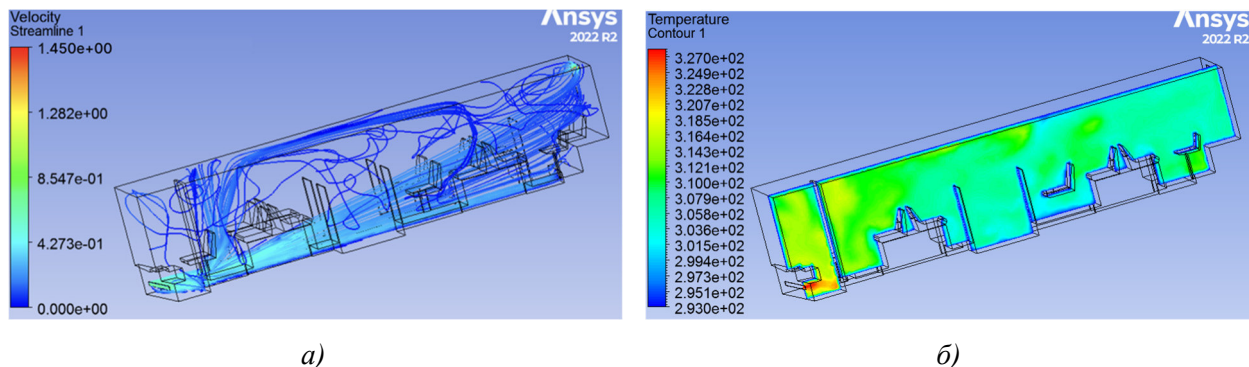 Velocity
Streamline 1
1.450e+00
1.282e+00
8.547e-01
4.273e-01
0.000e+00
Ansys
2022 R2
Temperature
Contour 1
3.270e+02
3.249e+02
3.228e+02
3.207e+02
3.185e+02
3.164e+02
3.143e+02
3.121e+02
3.100e+02
3.079e+02
3.058e+02
3.036e+02
3.015e+02
2.994e+02
2.973e+02
2.951e+02
2.930e+02
Ansys
2022 R2
а)
б)